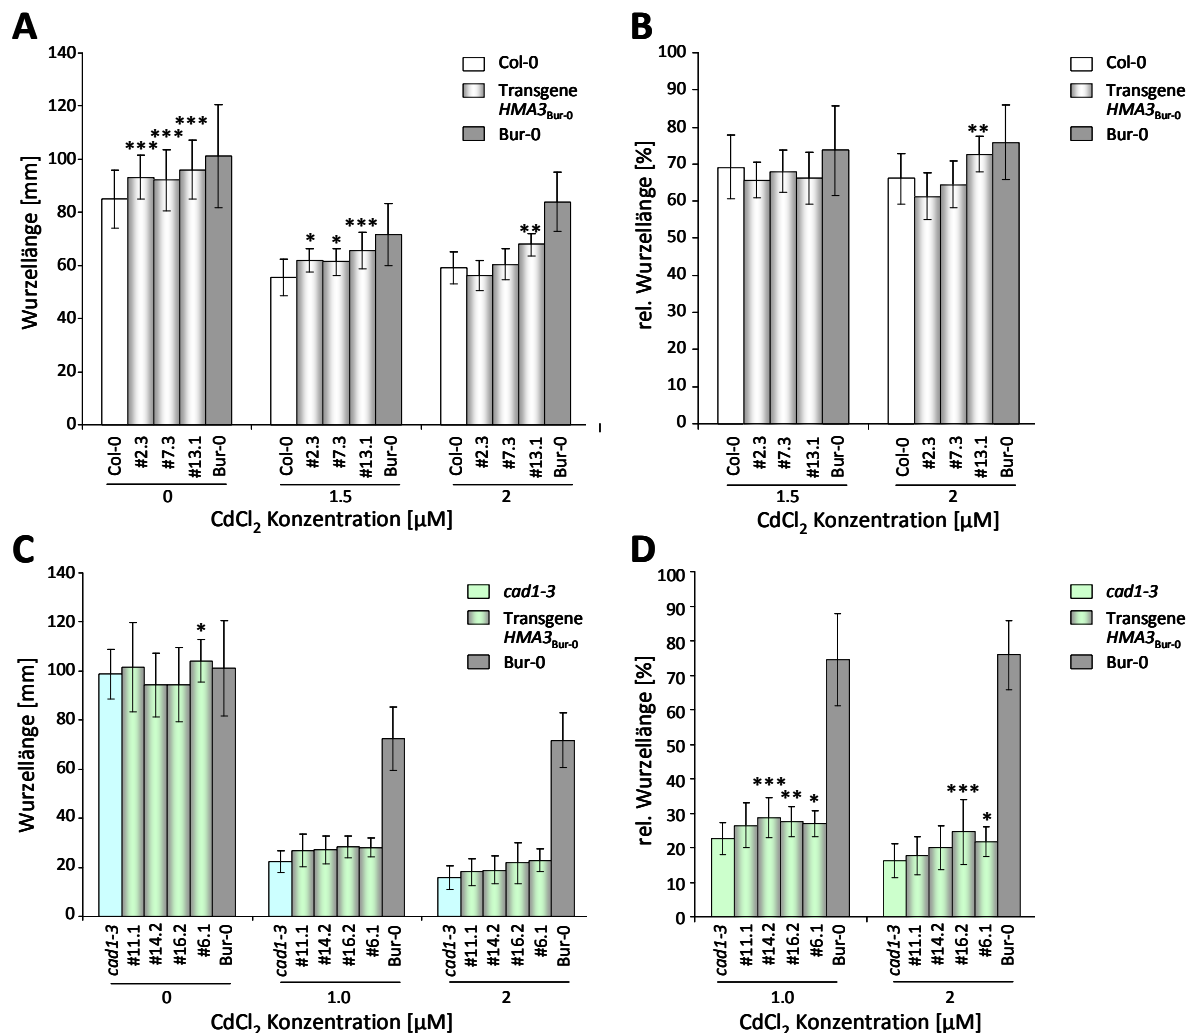 A
Wurzellänge [mm]
140
120
100
80
60
40
20
0
Col-0
Transgene
HMA3Bur-0
Bur-0
***
***
***
*
*
***
**
Col-0
#2.3
#7.3
#13.1
Bur-0
Col-0
#2.3
#7.3
#13.1
Bur-0
Col-0
#2.3
#7.3
#13.1
Bur-0
0
1.5
2
CdCl2 Konzentration [µM]
B
rel. Wurzellänge [%]
100
90
80
70
60
50
40
30
20
10
0
Col-0
Transgene
HMA3Bur-0
Bur-0
**
Col-0
#2.3
#7.3
#13.1
Bur-0
Col-0
#2.3
#7.3
#13.1
Bur-0
1.5
2
CdCl2 Konzentration [µM]
C
Wurzellänge [mm]
140
120
100
80
60
40
20
0
cad1-3
Transgene
HMA3Bur-0
Bur-0
*
cad1-3
#11.1
#14.2
#16.2
#6.1
Bur-0
cad1-3
#11.1
#14.2
#16.2
#6.1
Bur-0
cad1-3
#11.1
#14.2
#16.2
#6.1
Bur-0
0
1.0
2
CdCl2 Konzentration [µM]
D
rel. Wurzellänge [%]
100
90
80
70
60
50
40
30
20
10
0
cad1-3
Transgene
HMA3Bur-0
Bur-0
***
**
*
***
*
cad1-3
#11.1
#14.2
#16.2
#6.1
Bur-0
cad1-3
#11.1
#14.2
#16.2
#6.1
Bur-0
1.0
2
CdCl2 Konzentration [µM]